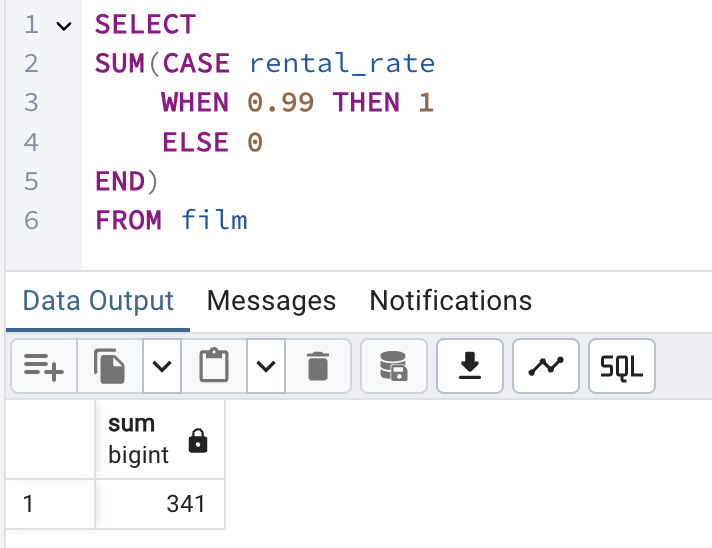 1 SELECT
2 SUM(CASE rental_rate
3 WHEN 0.99 THEN 1
4 ELSE 0
5 END)
6 FROM film
Data Output Messages Notifications
SQL
sum
bigint
1 341